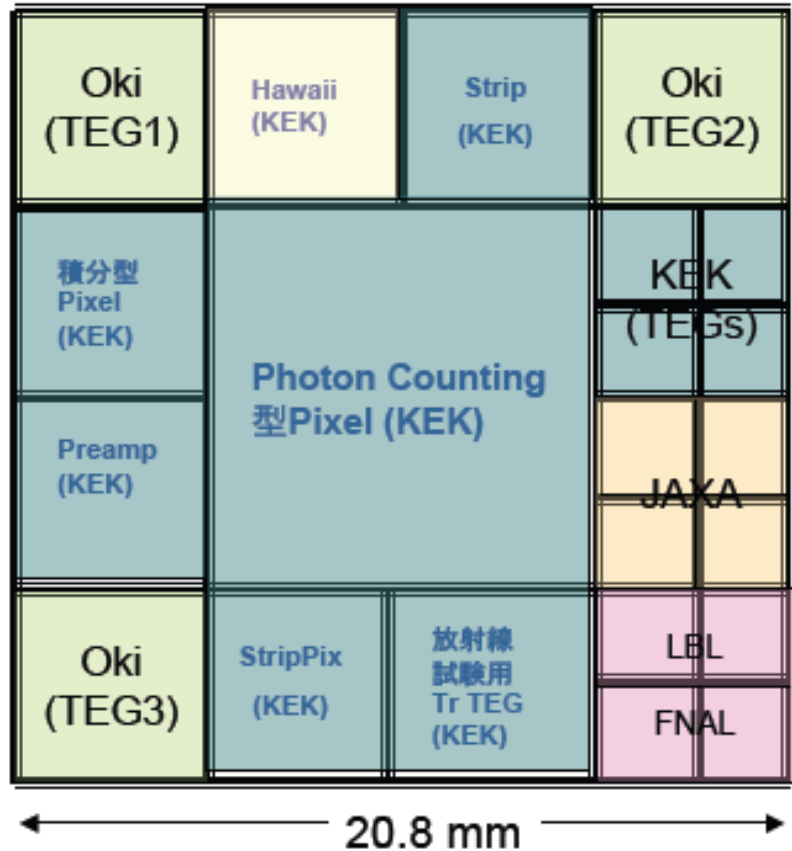 Oki
(TEG1)
Hawaii
(KEK)
Strip
(KEK)
Oki
(TEG2)
積分型
Pixel
(KEK)
KEK
(TEGs)
Photon Counting
型Pixel (KEK)
Preamp
(KEK)
JAXA
Oki
(TEG3)
StripPix
(KEK)
放射線
試験用
Tr TEG
(KEK)
LBL
FNAL
20.8 mm